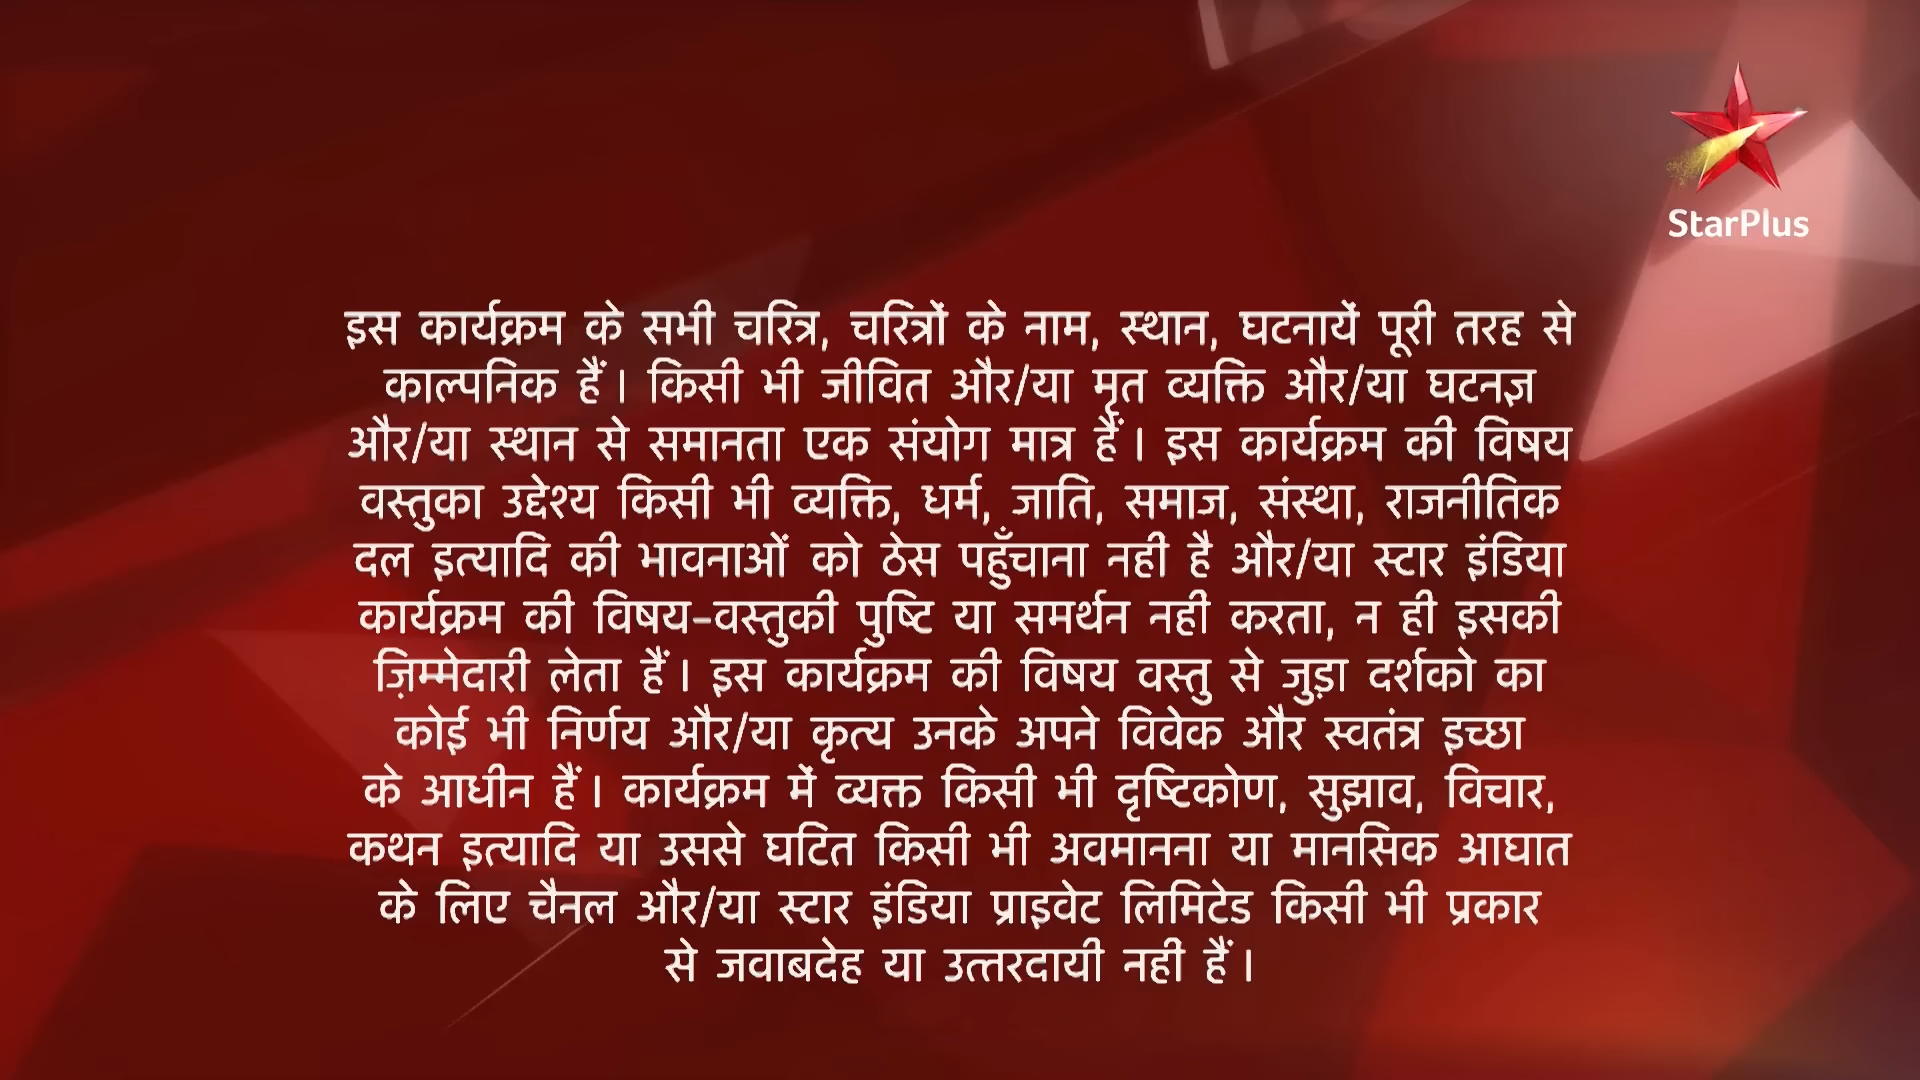 StarPlus
इस कार्यक्रम के सभी चरित्र, चरित्रों के नाम, स्थान, घटनायें पूरी तरह से
काल्पनिक हैं। किसी भी जीवित और/या मृत व्यक्ति और/या घटनज्ञ
और/या स्थान से समानता एक संयोग मात्र हैं। इस कार्यक्रम की विषय
वस्तुका उद्देश्य किसी भी व्यक्ति, धर्म, जाति, समाज, संस्था, राजनीतिक
दल इत्यादि की भावनाओं को ठेस पहुँचाना नही है और/या स्टार इंडिया
कार्यक्रम की विषय-वस्तुकी पुष्टि या समर्थन नही करता, न ही इसकी
ज़िम्मेदारी लेता हैं। इस कार्यक्रम की विषय वस्तु से जुड़ा दर्शको का
कोई भी निर्णय और/या कृत्य उनके अपने विवेक और स्वतंत्र इच्छा
के आधीन हैं। कार्यक्रम में व्यक्त किसी भी दृष्टिकोण, सुझाव, विचार,
कथन इत्यादि या उससे घटित किसी भी अवमानना या मानसिक आघात
के लिए चैनल और/या स्टार इंडिया प्राइवेट लिमिटेड किसी भी प्रकार
से जवाबदेह या उत्तरदायी नही हैं।